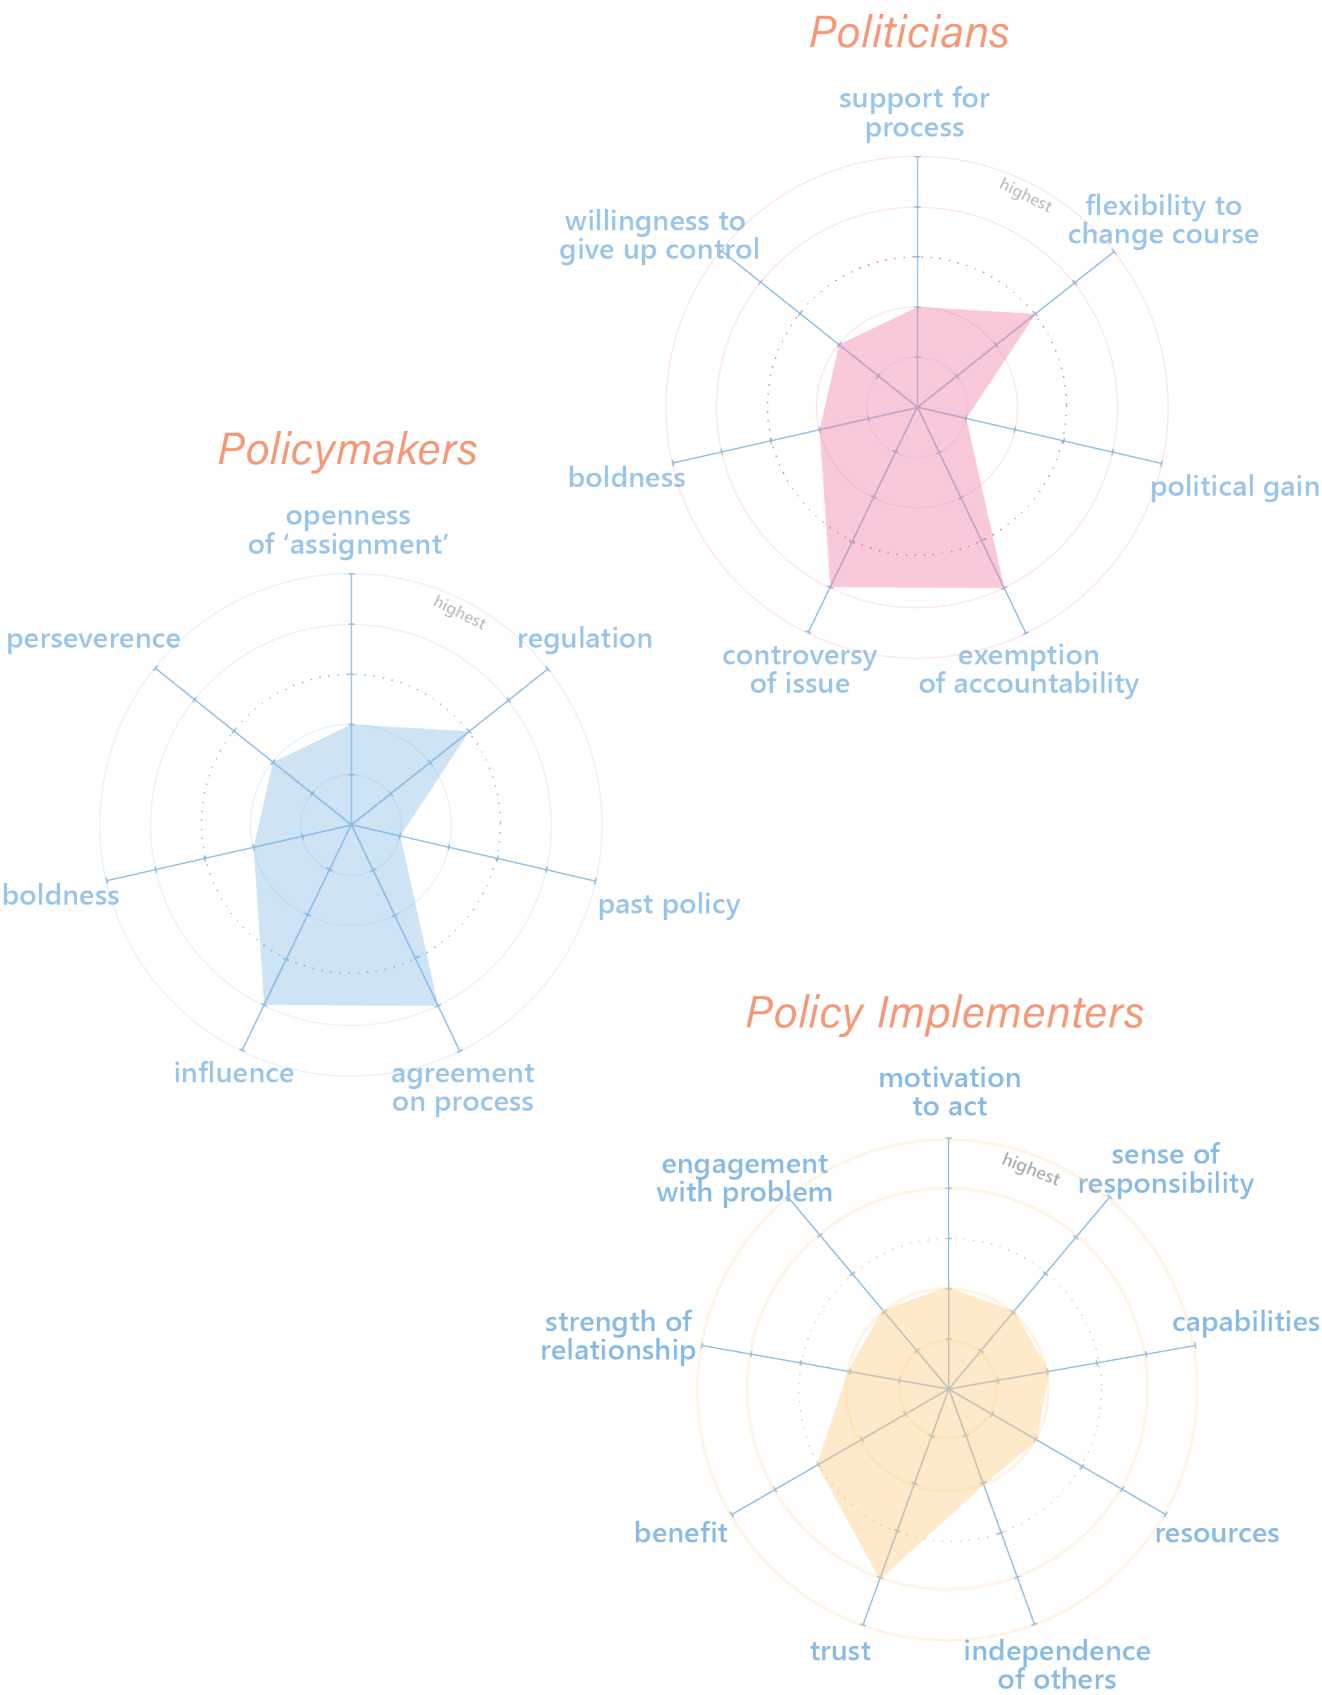 Politicians
support for
process
highest
flexibility to
change course
willingness to
give up control
boldness
political gain
controversy
of issue
exemption
of accountability
Policymakers
openness
of ‘assignment’
highest
perseverence
regulation
boldness
past policy
influence
agreement
on process
Policy Implementers
motivation
to act
highest
sense of
responsibility
engagement
with problem
strength of
relationship
capabilities
benefit
resources
trust
independence
of others